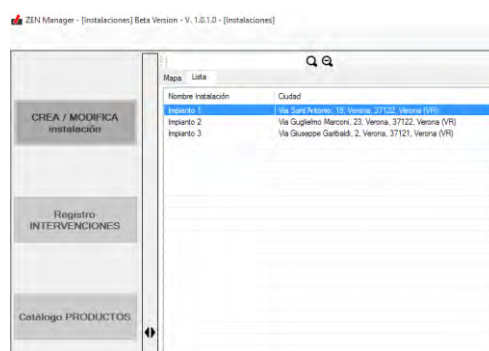 ZEN Manager - [Instalaciones] Beta Version - V. 1.0.1.0 - [Instalaciones]
Mapa Lista
Nombre Instalación Ciudad
Impianto 1 Via Sant'Antonio, 18, Verona, 37122, Verona (VR)
Impianto 2 Via Guglielmo Marconi, 23, Verona, 37122, Verona (VR)
Impianto 3 Via Giuseppe Garibaldi, 2, Verona, 37121, Verona (VR)
CREA / MODIFICA
instalación
Registro
INTERVENCIONES
Catálogo PRODUCTOS